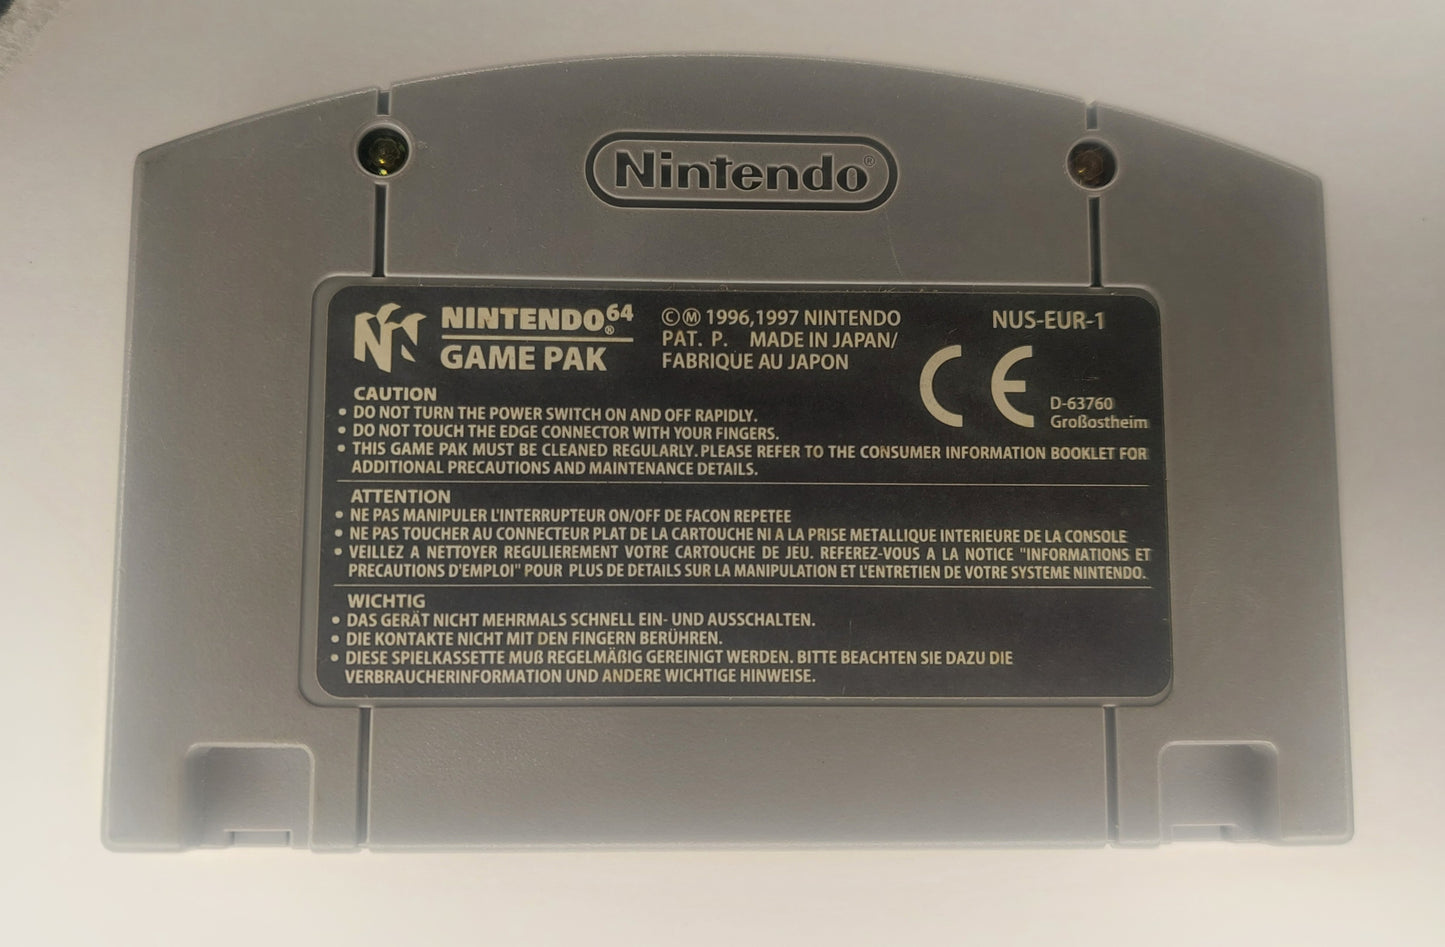 Nintendo®
NINTENDO64®
GAME PAK
©Ⓜ 1996,1997 NINTENDO
PAT. P. MADE IN JAPAN/
FABRIQUE AU JAPON
NUS-EUR-1
CE
D-63760
Großostheim
CAUTION
• DO NOT TURN THE POWER SWITCH ON AND OFF RAPIDLY.
• DO NOT TOUCH THE EDGE CONNECTOR WITH YOUR FINGERS.
• THIS GAME PAK MUST BE CLEANED REGULARLY. PLEASE REFER TO THE CONSUMER INFORMATION BOOKLET FOR
ADDITIONAL PRECAUTIONS AND MAINTENANCE DETAILS.
ATTENTION
• NE PAS MANIPULER L'INTERRUPTEUR ON/OFF DE FACON REPETEE
• NE PAS TOUCHER AU CONNECTEUR PLAT DE LA CARTOUCHE NI A LA PRISE METALLIQUE INTERIEURE DE LA CONSOLE
• VEILLEZ A NETTOYER REGULIEREMENT VOTRE CARTOUCHE DE JEU. REFEREZ-VOUS A LA NOTICE "INFORMATIONS ET
PRECAUTIONS D'EMPLOI" POUR PLUS DE DETAILS SUR LA MANIPULATION ET L'ENTRETIEN DE VOTRE SYSTEME NINTENDO.
WICHTIG
• DAS GERÄT NICHT MEHRMALS SCHNELL EIN- UND AUSSCHALTEN.
• DIE KONTAKTE NICHT MIT DEN FINGERN BERÜHREN.
• DIESE SPIELKASSETTE MUß REGELMÄßIG GEREINIGT WERDEN. BITTE BEACHTEN SIE DAZU DIE
VERBRAUCHERINFORMATION UND ANDERE WICHTIGE HINWEISE.